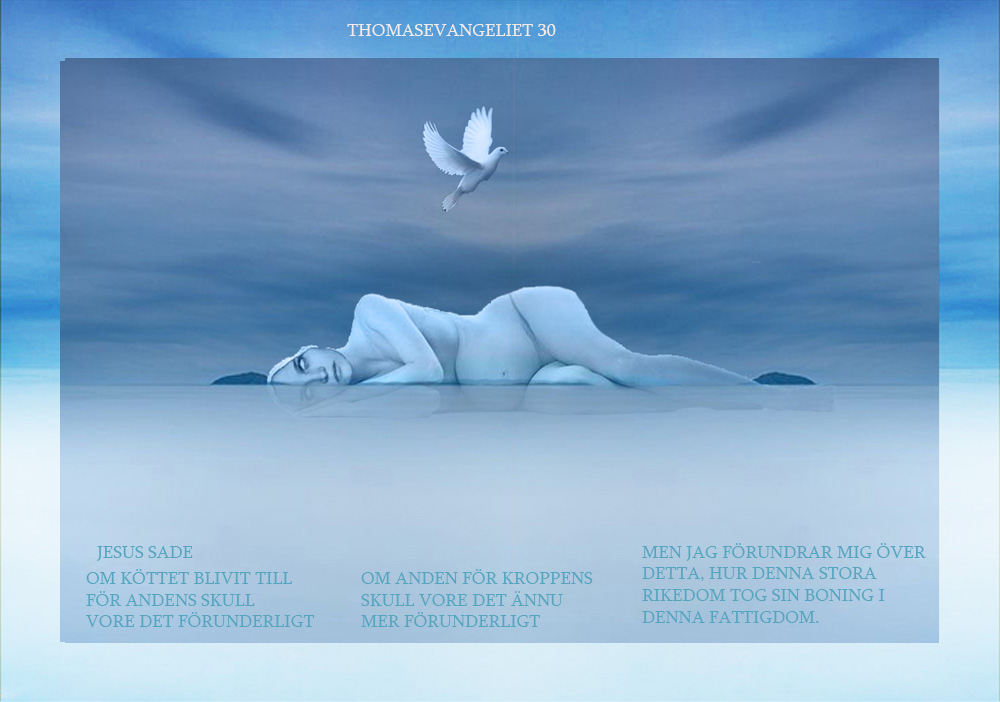 THOMASEVANGELIET 30
JESUS SADE
OM KÖTTET BLIVIT TILL
FÖR ANDENS SKULL
VORE DET FÖRUNDERLIGT
OM ANDEN FÖR KROPPENS
SKULL VORE DET ÄNNU
MER FÖRUNDERLIGT
MEN JAG FÖRUNDRAR MIG ÖVER
DETTA, HUR DENNA STORA
RIKEDOM TOG SIN BONING I
DENNA FATTIGDOM.